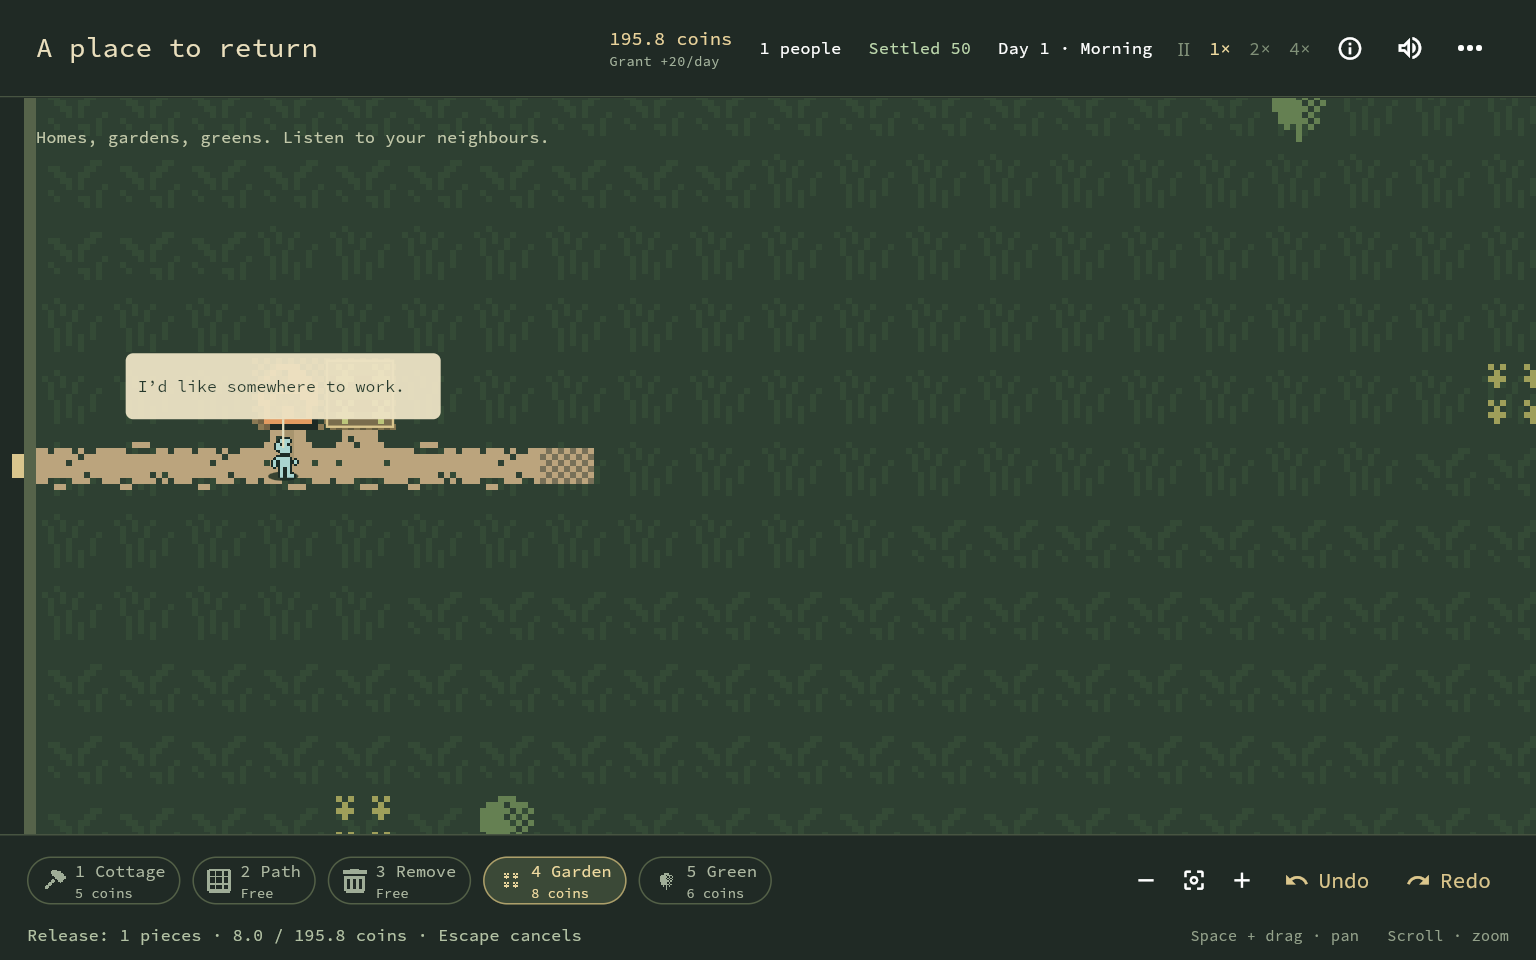 A place to return
195.8 coins
Grant +20/day
1 people
Settled 50
Day 1 · Morning
1×
2×
4×
Homes, gardens, greens. Listen to your neighbours.
I’d like somewhere to work.
1 Cottage
5 coins
2 Path
Free
3 Remove
Free
4 Garden
8 coins
5 Green
6 coins
Undo
Redo
Release: 1 pieces · 8.0 / 195.8 coins · Escape cancels
Space + drag · pan
Scroll · zoom